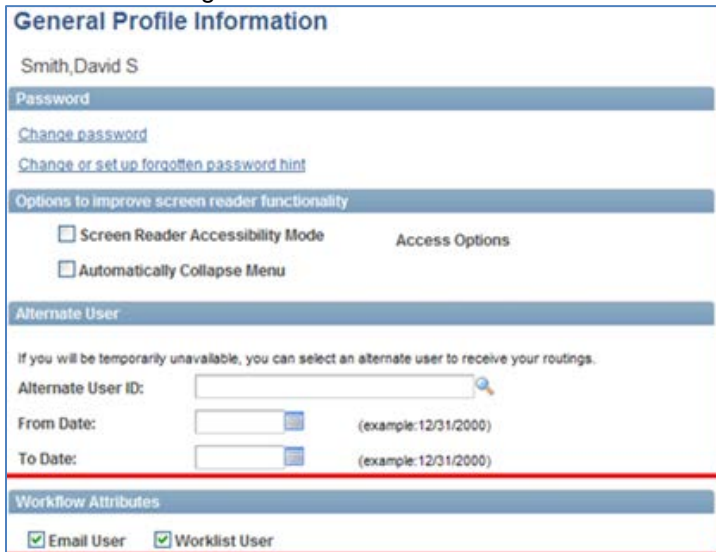 General Profile Information
Smith,David S
Password
Change password
Change or set up forgotten password hint
Options to improve screen reader functionality
Screen Reader Accessibility Mode Access Options
Automatically Collapse Menu
Alternate User
If you will be temporarily unavailable, you can select an alternate user to receive your routings.
Alternate User ID:
From Date: (example:12/31/2000)
To Date: (example:12/31/2000)
Workflow Attributes
Email User Worklist User